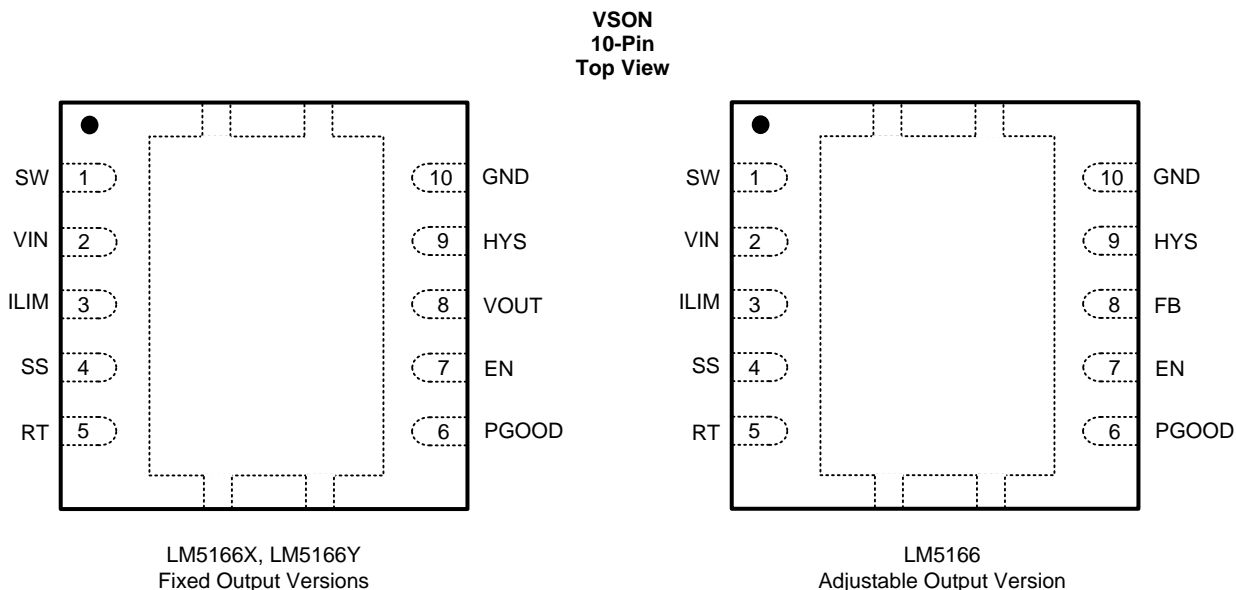 VSON
10-Pin
Top View
SW 1
10 GND
VIN 2
9 HYS
ILIM 3
8 VOUT
SS 4
7 EN
RT 5
6 PGOOD
LM5166X, LM5166Y
Fixed Output Versions
SW 1
10 GND
VIN 2
9 HYS
ILIM 3
8 FB
SS 4
7 EN
RT 5
6 PGOOD
LM5166
Adjustable Output Version